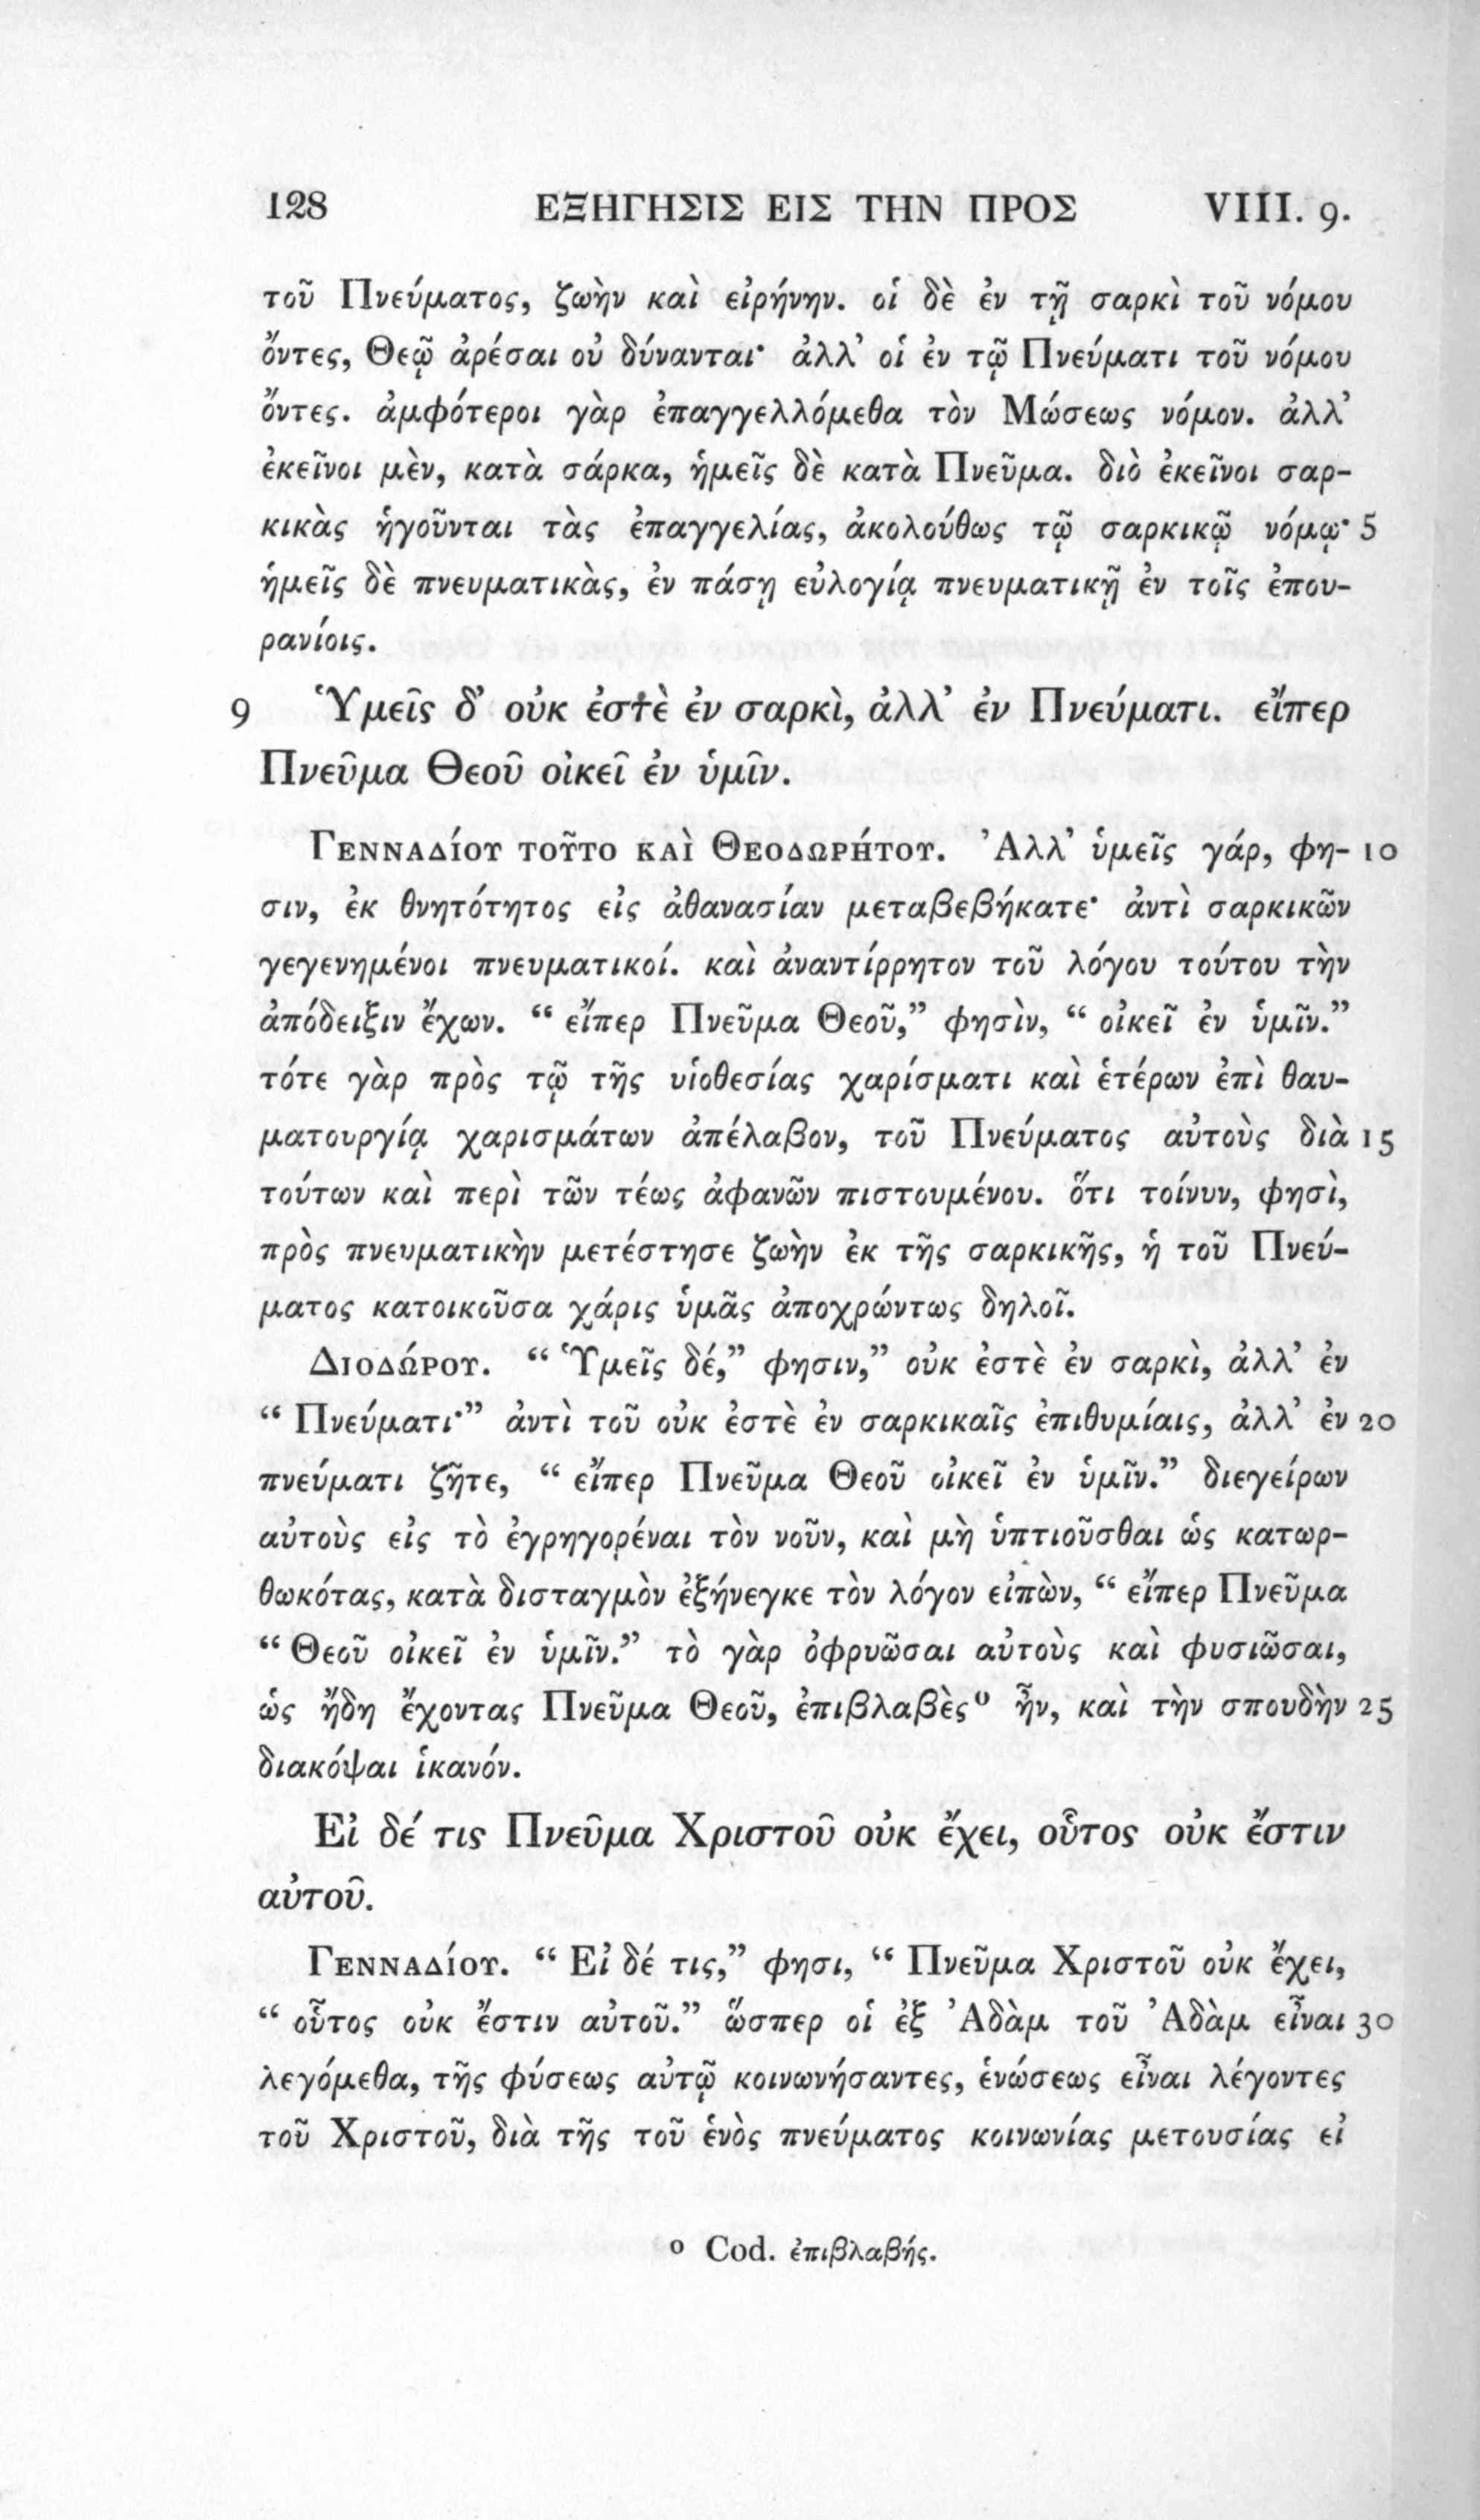 128 ΕΞΗΓΗΣΙΣ ΕΙΣ ΤΗΝ ΠΡΟΣ VIII. 9.
τοῦ Πνεύματος, ζωὴν καὶ εἰρήνην. οἱ δὲ ἐν τῇ σαρκὶ τοῦ νόμου
ὄντες, Θεῷ ἀρέσαι οὐ δύνανται· ἀλλ’ οἱ ἐν τῷ Πνεύματι τοῦ νόμου
ὄντες. ἀμφότεροι γὰρ ἐπαγγελλόμεθα τὸν Μώσεως νόμον. ἀλλ’
ἐκεῖνοι μὲν, κατὰ σάρκα, ἡμεῖς δὲ κατὰ Πνεῦμα. διὸ ἐκεῖνοι σαρ-
κικὰς ἡγοῦνται τὰς ἐπαγγελίας, ἀκολούθως τῷ σαρκικῷ νόμῳ· 5
ἡμεῖς δὲ πνευματικὰς, ἐν πάσῃ εὐλογίᾳ πνευματικῇ ἐν τοῖς ἐπου-
ρανίοις.
9 Ὑμεῖς δ’ οὐκ ἐστὲ ἐν σαρκὶ, ἀλλ’ ἐν Πνεύματι. εἴπερ
Πνεῦμα Θεοῦ οἰκεῖ ἐν ὑμῖν.
Γενναδίου τοῦτο καὶ Θεοδωρήτου. Ἀλλ’ ὑμεῖς γάρ, φη- 10
σιν, ἐκ θνητότητος εἰς ἀθανασίαν μεταβεβήκατε· ἀντὶ σαρκικῶν
γεγενημένοι πνευματικοί. καὶ ἀναντίρρητον τοῦ λόγου τούτου τὴν
ἀπόδειξιν ἔχων. “ εἴπερ Πνεῦμα Θεοῦ,” φησὶν, “ οἰκεῖ ἐν ὑμῖν.”
τότε γὰρ πρὸς τῷ τῆς υἱοθεσίας χαρίσματι καὶ ἑτέρων ἐπὶ θαυ-
ματουργίᾳ χαρισμάτων ἀπέλαβον, τοῦ Πνεύματος αὐτοὺς διὰ 15
τούτων καὶ περὶ τῶν τέως ἀφανῶν πιστουμένου. ὅτι τοίνυν, φησὶ,
πρὸς πνευματικὴν μετέστησε ζωὴν ἐκ τῆς σαρκικῆς, ἡ τοῦ Πνεύ-
ματος κατοικοῦσα χάρις ὑμᾶς ἀποχρώντως δηλοῖ.
Διοδώρου. “ Ὑμεῖς δέ,” φησιν,” οὐκ ἐστὲ ἐν σαρκὶ, ἀλλ’ ἐν
“ Πνεύματι·” ἀντὶ τοῦ οὐκ ἐστὲ ἐν σαρκικαῖς ἐπιθυμίαις, ἀλλ’ ἐν 20
πνεύματι ζῆτε, “ εἴπερ Πνεῦμα Θεοῦ οἰκεῖ ἐν ὑμῖν.” διεγείρων
αὐτοὺς εἰς τὸ ἐγρηγορέναι τὸν νοῦν, καὶ μὴ ὑπτιοῦσθαι ὡς κατωρ-
θωκότας, κατὰ δισταγμὸν ἐξήνεγκε τὸν λόγον εἰπὼν, “ εἴπερ Πνεῦμα
“ Θεοῦ οἰκεῖ ἐν ὑμῖν.” τὸ γὰρ ὀφρυῶσαι αὐτοὺς καὶ φυσιῶσαι,
ὡς ἤδη ἔχοντας Πνεῦμα Θεοῦ, ἐπιβλαβὲςᵒ ἦν, καὶ τὴν σπουδὴν 25
διακόψαι ἱκανόν.
Εἰ δέ τις Πνεῦμα Χριστοῦ οὐκ ἔχει, οὗτος οὐκ ἔστιν
αὐτοῦ.
Γενναδίου. “ Εἰ δέ τις,” φησι, “ Πνεῦμα Χριστοῦ οὐκ ἔχει,
“ οὗτος οὐκ ἔστιν αὐτοῦ.” ὥσπερ οἱ ἐξ Ἀδὰμ τοῦ Ἀδὰμ εἶναι 30
λεγόμεθα, τῆς φύσεως αὐτῷ κοινωνήσαντες, ἑνώσεως εἶναι λέγοντες
τοῦ Χριστοῦ, διὰ τῆς τοῦ ἑνὸς πνεύματος κοινωνίας μετουσίας εἰ
ᵒ Cod. ἐπιβλαβής.